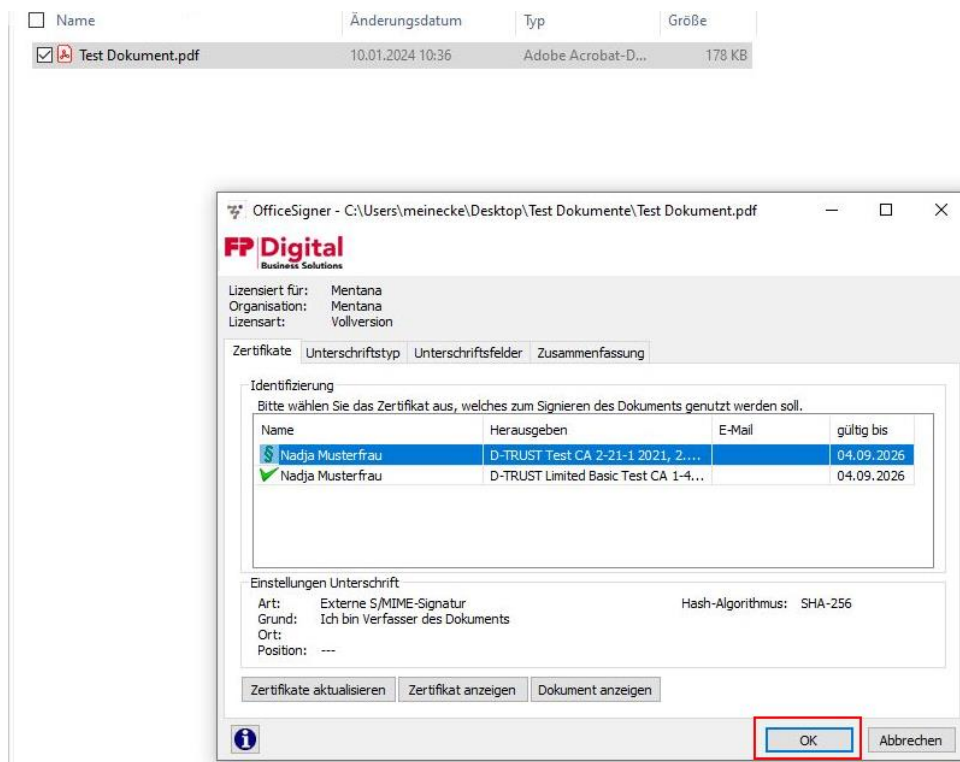 Name Änderungsdatum Typ Größe
Test Dokument.pdf 10.01.2024 10:36 Adobe Acrobat-D... 178 KB
OfficeSigner - C:\Users\meinecke\Desktop\Test Dokumente\Test Dokument.pdf
FP Digital
Business Solutions
Lizensiert für: Mentana
Organisation: Mentana
Lizensart: Vollversion
Zertifikate Unterschriftstyp Unterschriftsfelder Zusammenfassung
Identifizierung
Bitte wählen Sie das Zertifikat aus, welches zum Signieren des Dokuments genutzt werden soll.
Name Herausgeben E-Mail gültig bis
§ Nadja Musterfrau D-TRUST Test CA 2-21-1 2021, 2.... 04.09.2026
Nadja Musterfrau D-TRUST Limited Basic Test CA 1-4... 04.09.2026
Einstellungen Unterschrift
Art: Externe S/MIME-Signatur Hash-Algorithmus: SHA-256
Grund: Ich bin Verfasser des Dokuments
Ort:
Position: ---
Zertifikate aktualisieren Zertifikat anzeigen Dokument anzeigen
OK Abbrechen